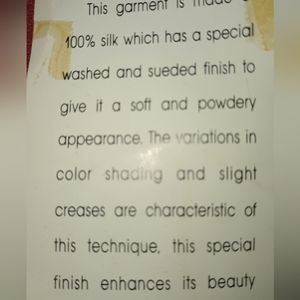 This garment is made
100% silk which has a special
washed and sueded finish to
give it a soft and powdery
appearance. The variations in
color shading and slight
creases are characteristic of
this technique, this special
finish enhances its beauty